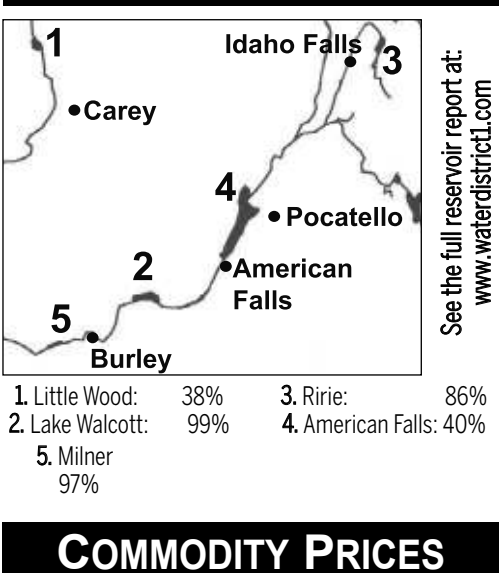 1
Idaho Falls
3
Carey
4
Pocatello
American
Falls
2
5
Burley
See the full reservoir report at:
www.waterdistrict1.com
1. Little Wood: 38%
2. Lake Walcott: 99%
3. Ririe: 86%
4. American Falls: 40%
5. Milner
97%
COMMODITY PRICES